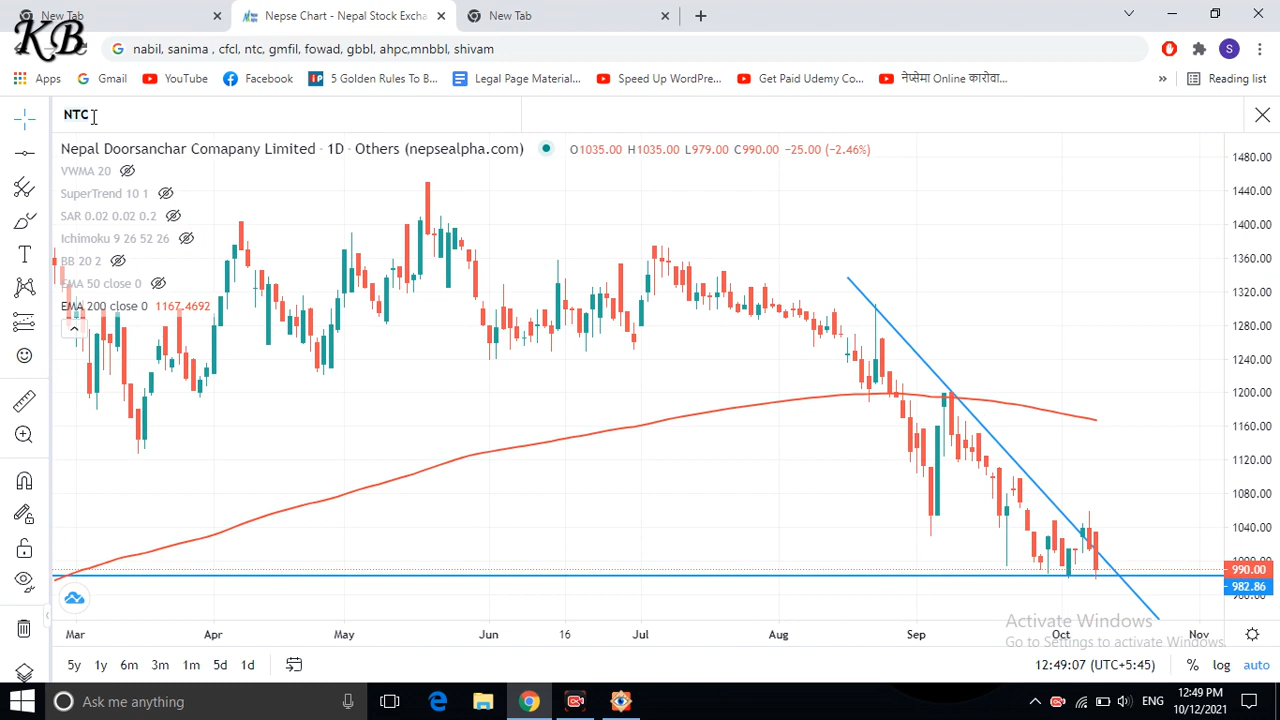 New Tab
Nepse Chart - Nepal Stock Excha
New Tab
KB
nabil, sanima , cfcl, ntc, gmfil, fowad, gbbl, ahpc,mnbbl, shivam
S
Apps Gmail YouTube Facebook 5 Golden Rules To B... Legal Page Material... Speed Up WordPre... Get Paid Udemy Co... नेप्सेमा Online कारोवा... » Reading list
NTC
Nepal Doorsanchar Comapany Limited · 1D · Others (nepsealpha.com) O1035.00 H1035.00 L979.00 C990.00 −25.00 (−2.46%)
VWMA 20
SuperTrend 10 1
SAR 0.02 0.02 0.2
Ichimoku 9 26 52 26
BB 20 2
EMA 50 close 0
EMA 200 close 0 1167.4692
1480.00
1440.00
1400.00
1360.00
1320.00
1280.00
1240.00
1200.00
1160.00
1120.00
1080.00
1040.00
1000.00
990.00
982.86
Activate Windows
Go to Settings to activate Windows.
Mar Apr May Jun 16 Jul Aug Sep Oct Nov
5y 1y 6m 3m 1m 5d 1d 12:49:07 (UTC+5:45) % log auto
Ask me anything
ENG
12:49 PM
10/12/2021